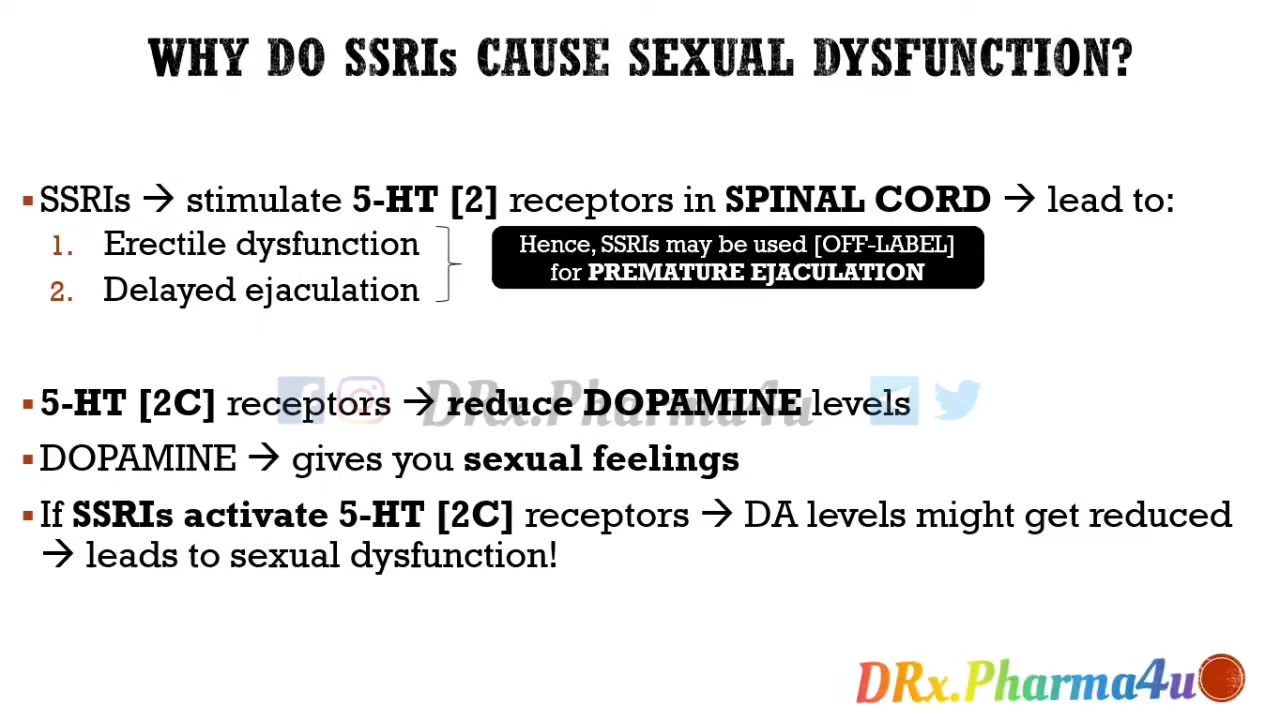 WHY DO SSRIs CAUSE SEXUAL DYSFUNCTION?
▪ SSRIs → stimulate 5-HT [2] receptors in SPINAL CORD → lead to:
1. Erectile dysfunction
2. Delayed ejaculation
Hence, SSRIs may be used [OFF-LABEL]
for PREMATURE EJACULATION
▪ 5-HT [2C] receptors → reduce DOPAMINE levels
DRx.Pharma4u
▪ DOPAMINE → gives you sexual feelings
▪ If SSRIs activate 5-HT [2C] receptors → DA levels might get reduced
→ leads to sexual dysfunction!
DRx.Pharma4u